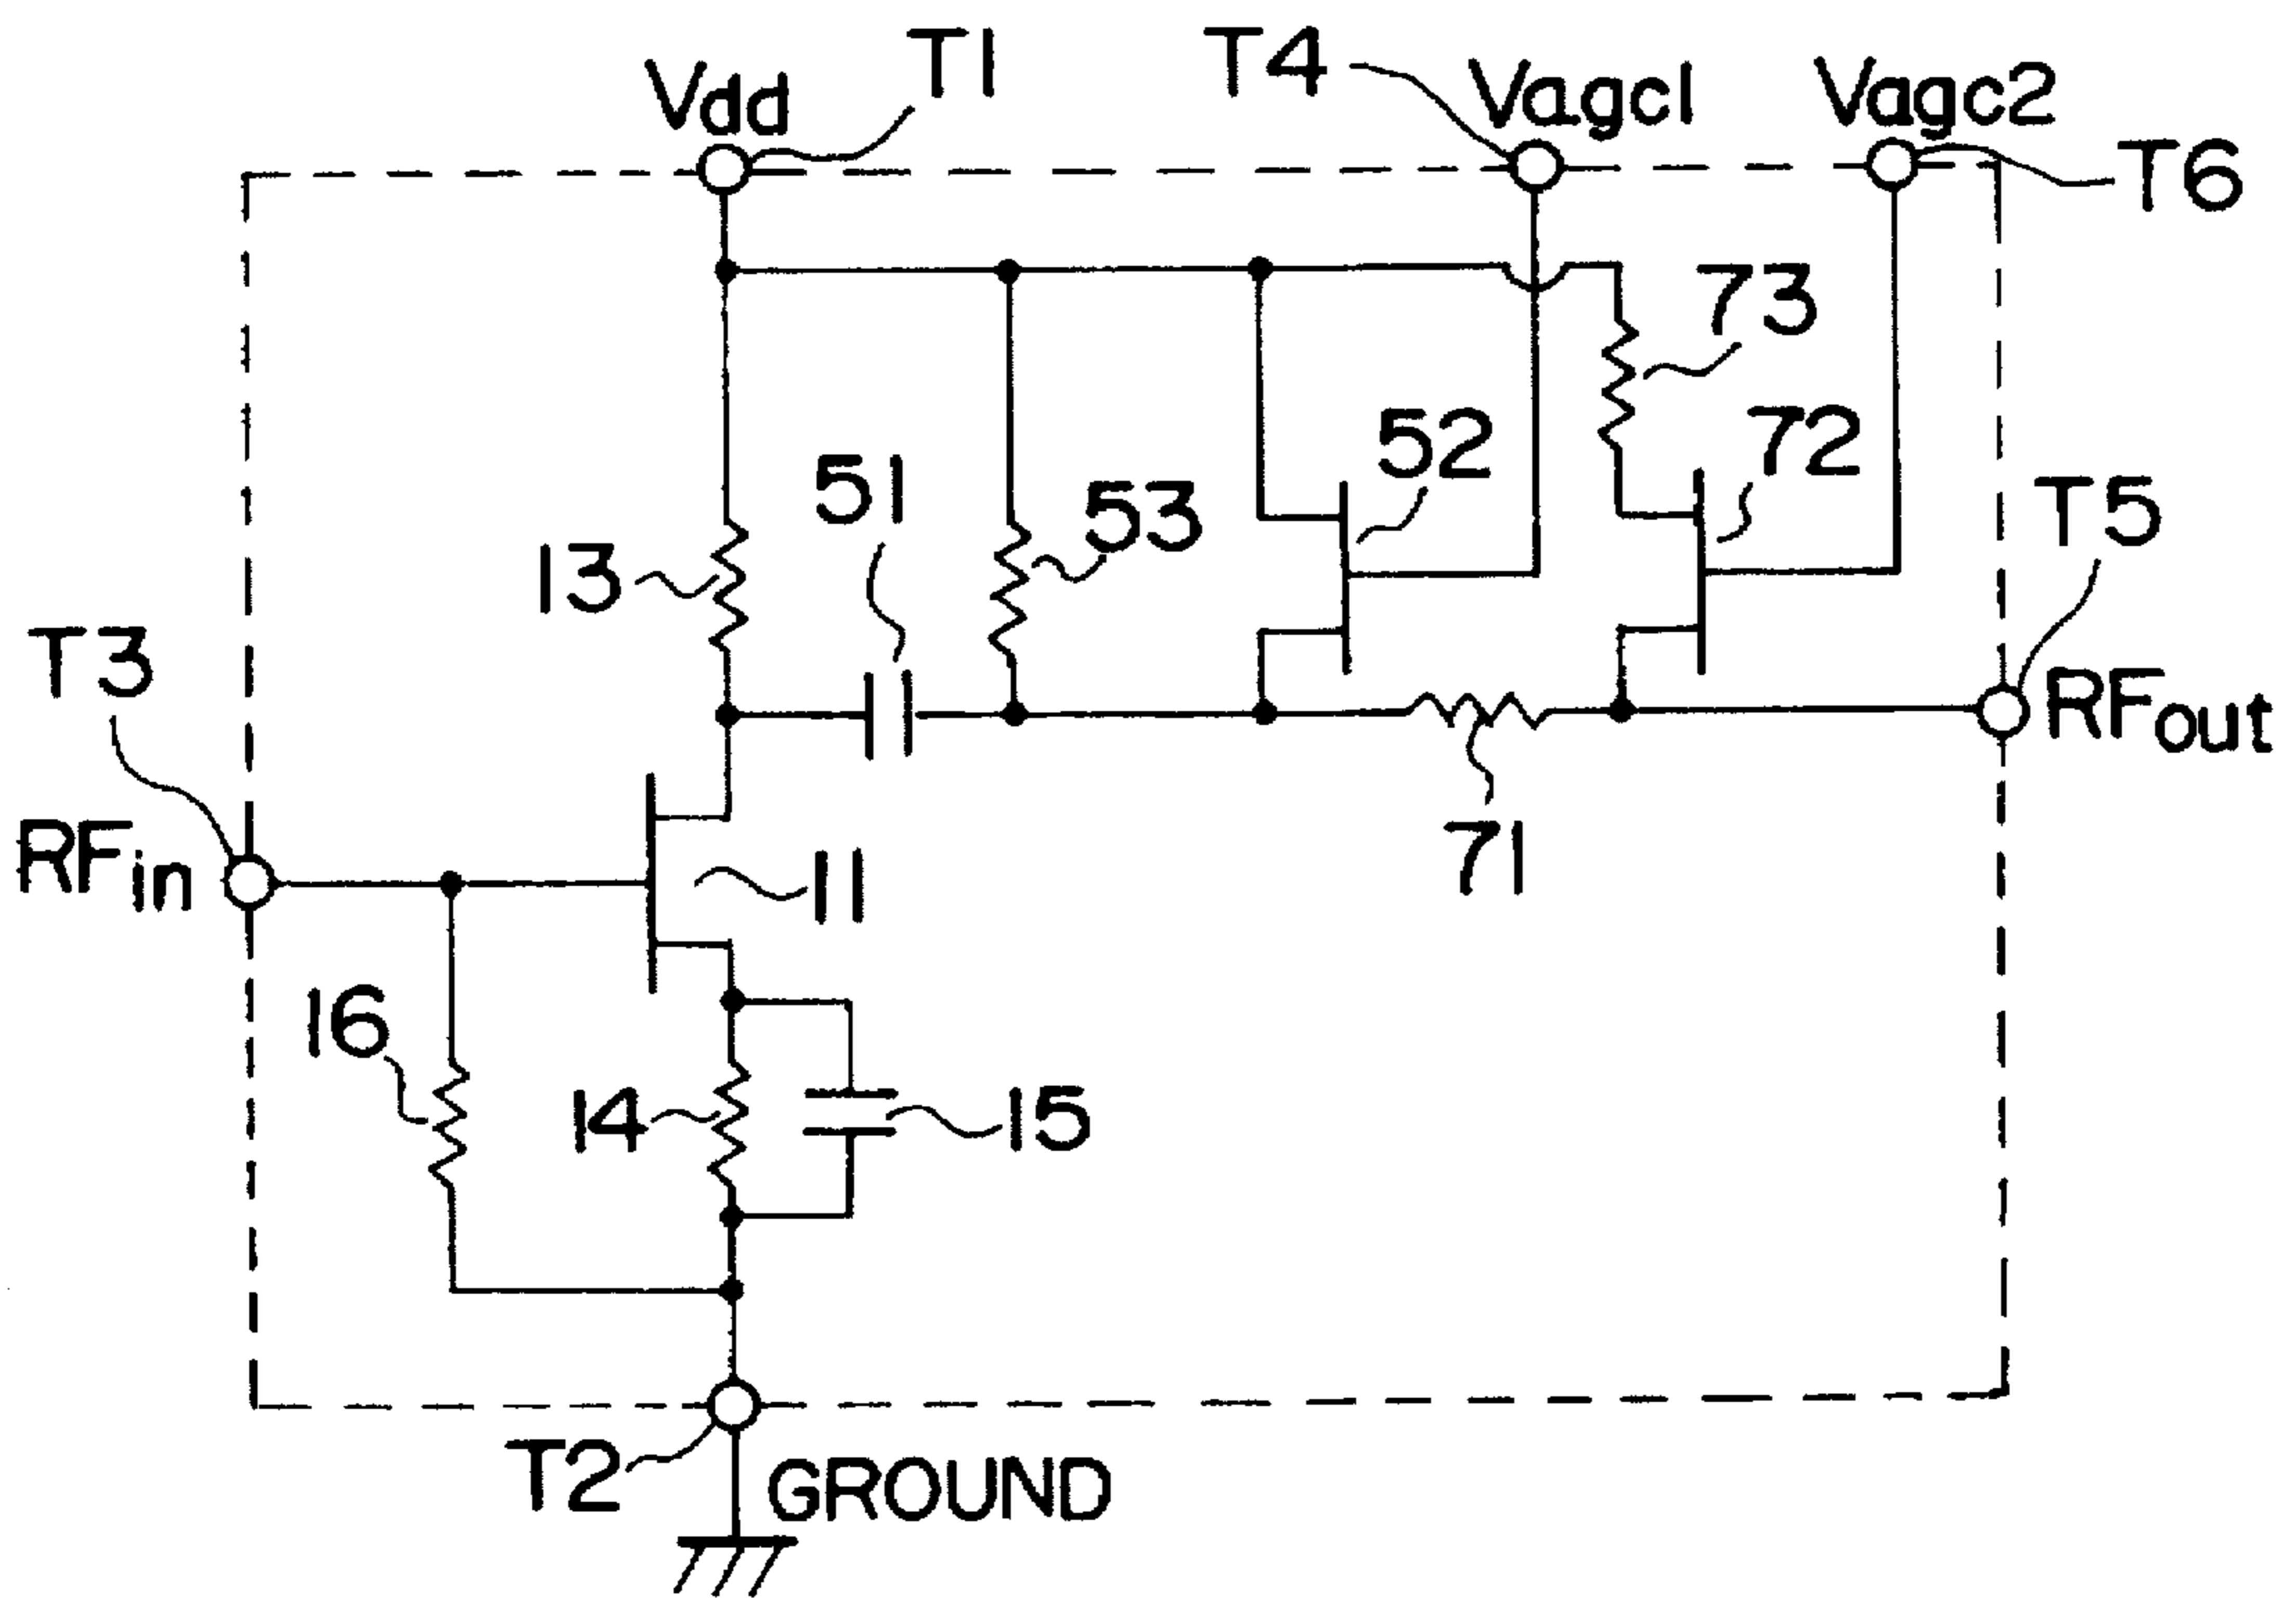 T1
T4
Vdd
Vagc1
Vagc2
T6
73
52
72
51
53
T5
13
T3
RFout
RFin
11
71
16
14
15
T2
GROUND